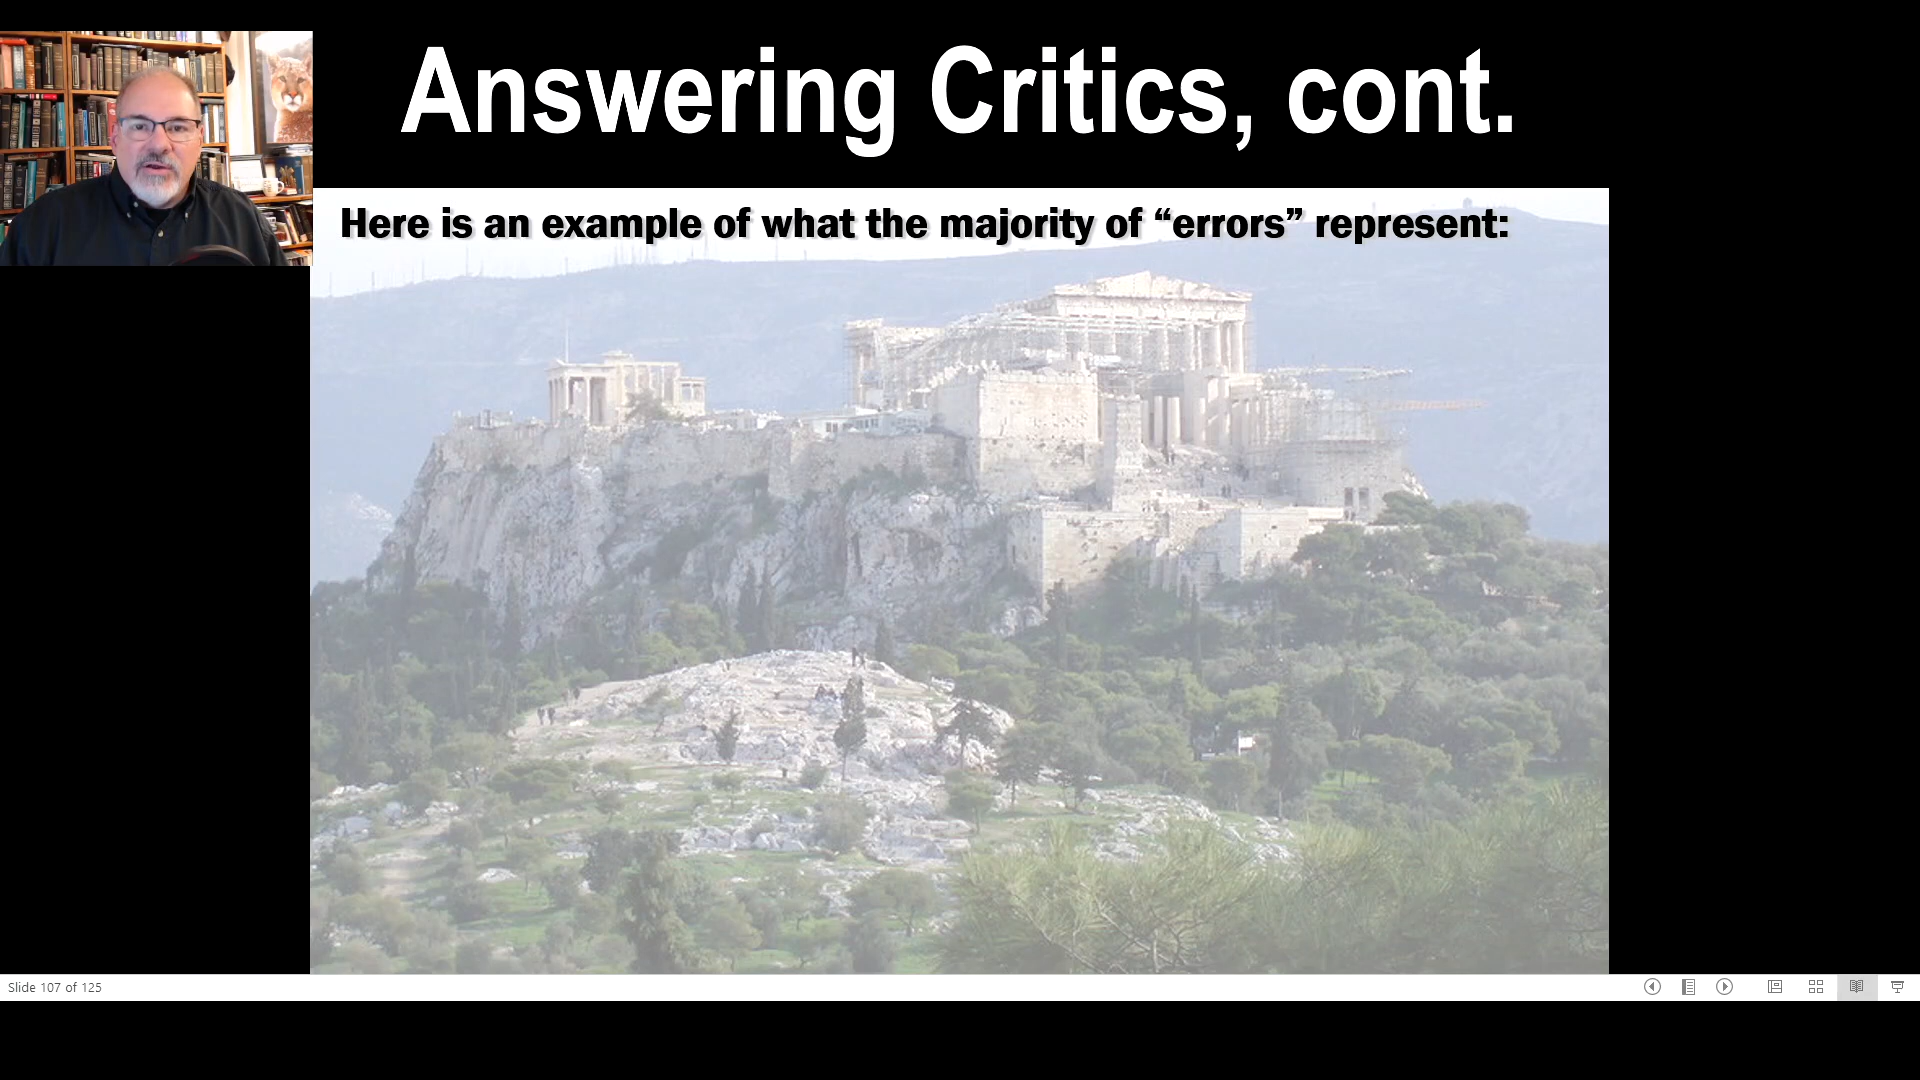 Answering Critics, cont.
Here is an example of what the majority of “errors” represent:
Slide 107 of 125